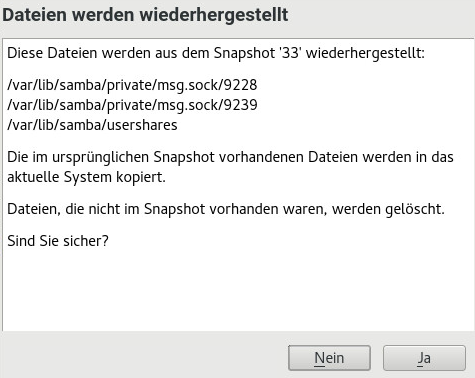 Dateien werden wiederhergestellt
Diese Dateien werden aus dem Snapshot '33' wiederhergestellt:
/var/lib/samba/private/msg.sock/9228
/var/lib/samba/private/msg.sock/9239
/var/lib/samba/usershares
Die im ursprünglichen Snapshot vorhandenen Dateien werden in das
aktuelle System kopiert.
Dateien, die nicht im Snapshot vorhanden waren, werden gelöscht.
Sind Sie sicher?
Nein
Ja